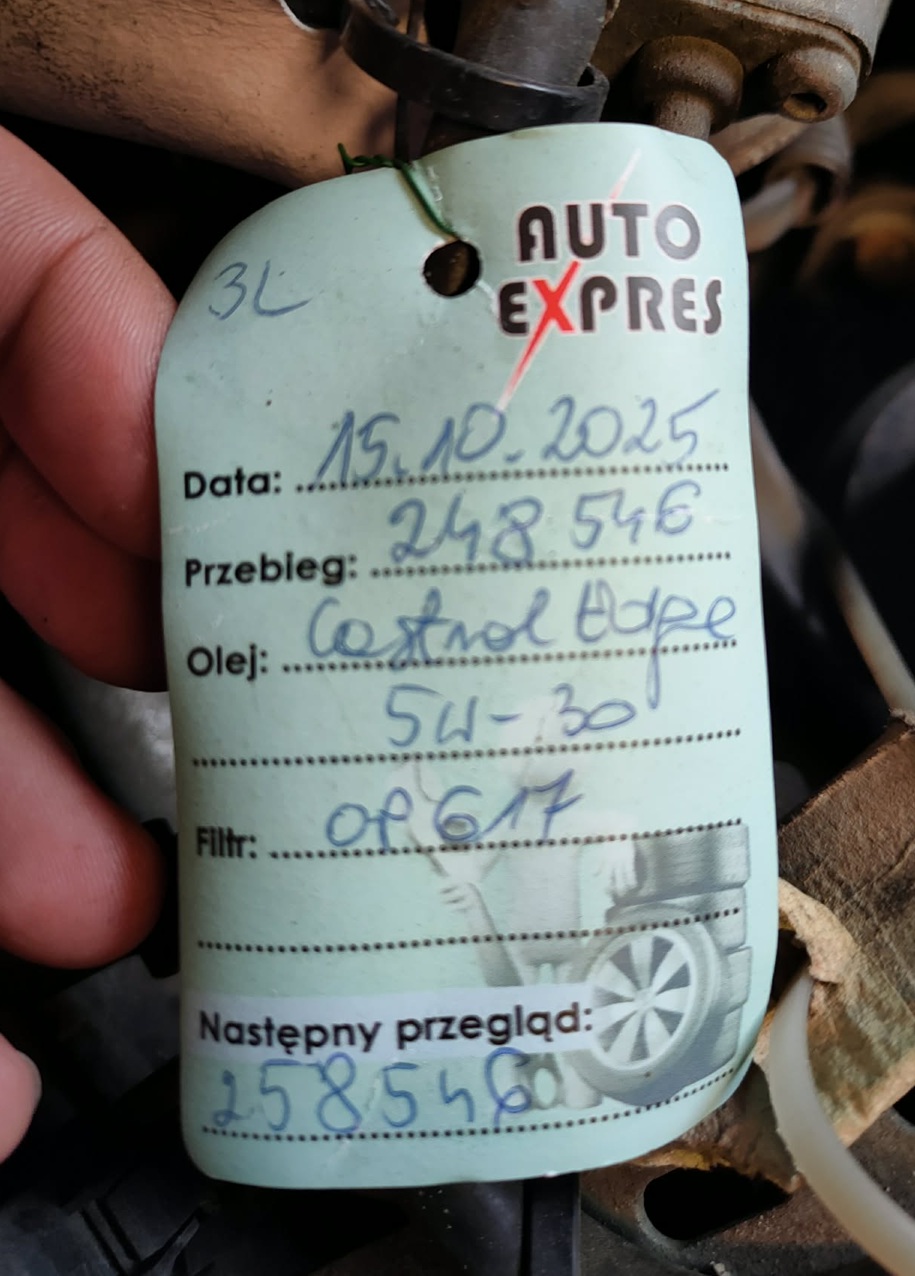 3L
AUTO
EXPRES
Data: 15.10.2025
Przebieg: 248 546
Olej: Castrol Edge
5W-30
Filtr: OP 617
Następny przegląd:
258546